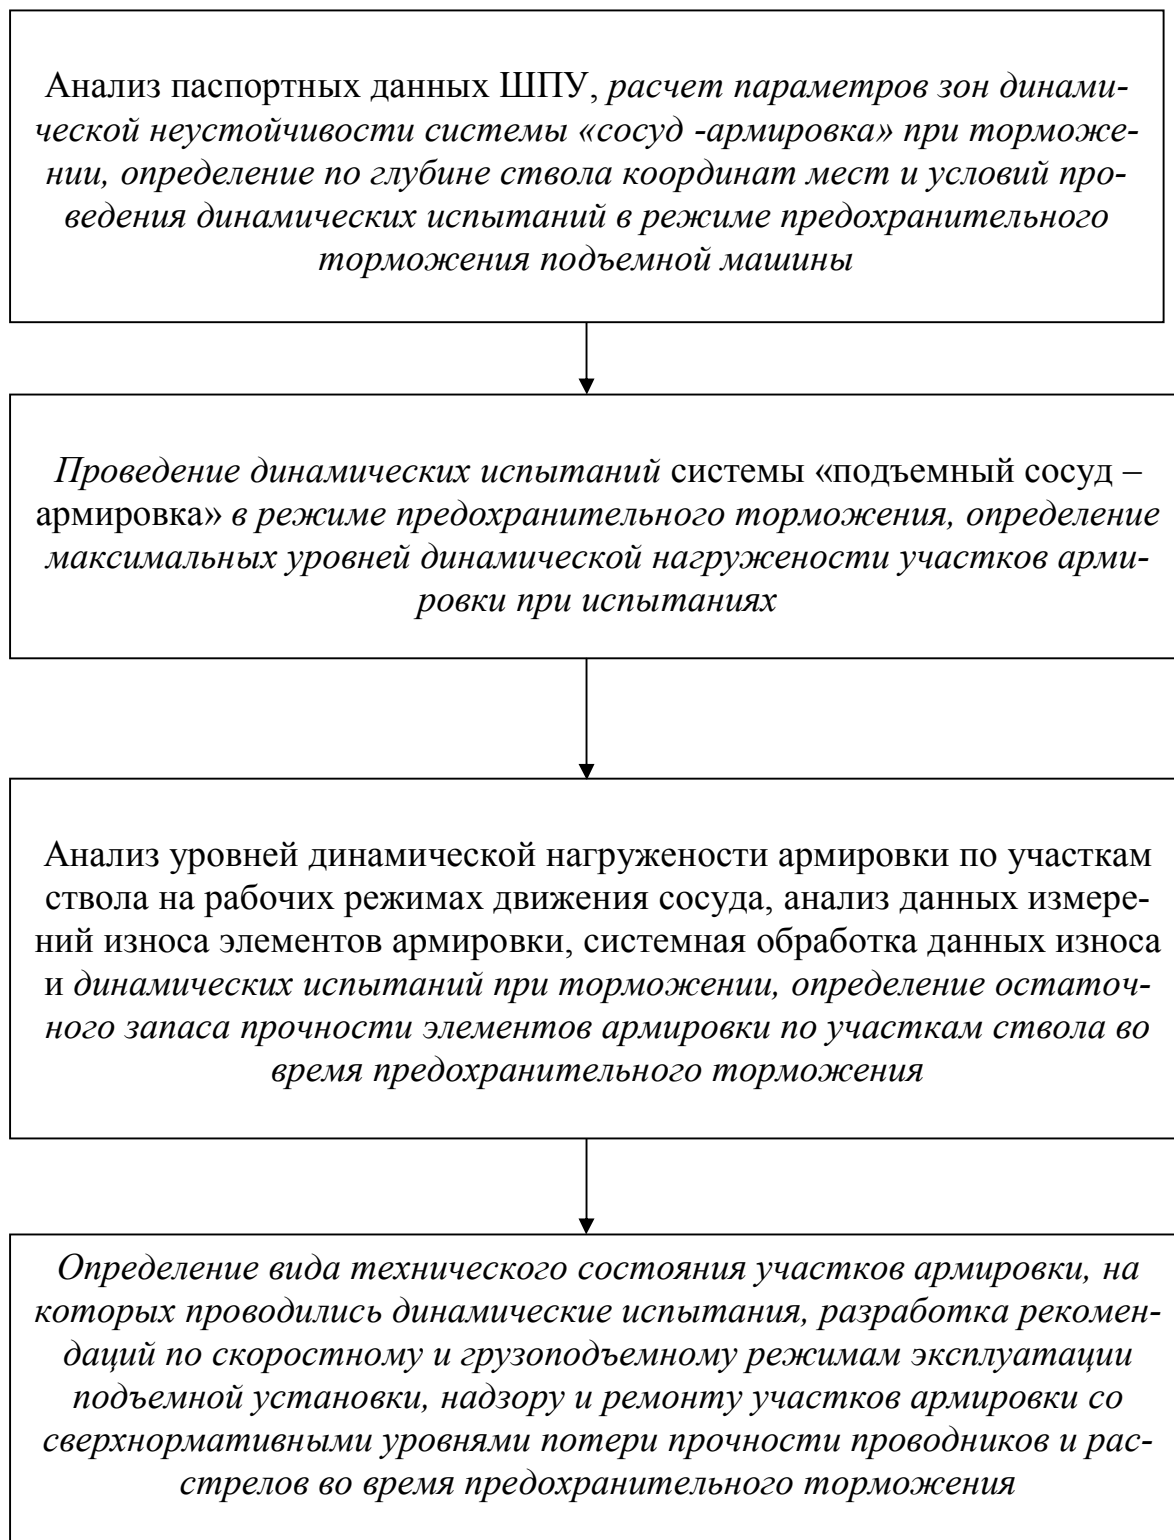 Анализ паспортных данных ШПУ, расчет параметров зон динами-
ческой неустойчивости системы «сосуд -армировка» при торможе-
нии, определение по глубине ствола координат мест и условий про-
ведения динамических испытаний в режиме предохранительного
торможения подъемной машины
Проведение динамических испытаний системы «подъемный сосуд –
армировка» в режиме предохранительного торможения, определение
максимальных уровней динамической нагружености участков арми-
ровки при испытаниях
Анализ уровней динамической нагружености армировки по участкам
ствола на рабочих режимах движения сосуда, анализ данных измере-
ний износа элементов армировки, системная обработка данных износа
и динамических испытаний при торможении, определение остаточ-
ного запаса прочности элементов армировки по участкам ствола во
время предохранительного торможения
Определение вида технического состояния участков армировки, на
которых проводились динамические испытания, разработка рекомен-
даций по скоростному и грузоподъемному режимам эксплуатации
подъемной установки, надзору и ремонту участков армировки со
сверхнормативными уровнями потери прочности проводников и рас-
стрелов во время предохранительного торможения